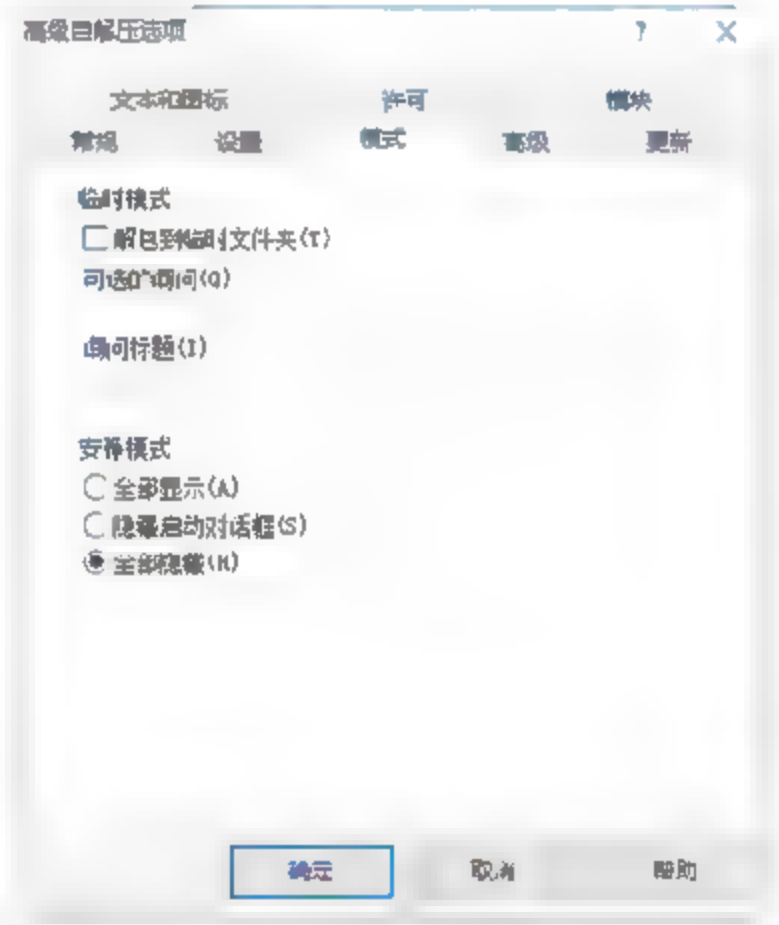 高级自解压选项
文本和图标 许可 模块
常规 设置 模式 高级 更新
临时模式
解包到临时文件夹(T)
可选的询问(Q)
询问标题(I)
安静模式
全部显示(A)
隐藏启动对话框(S)
全部隐藏(H)
确定 取消 帮助